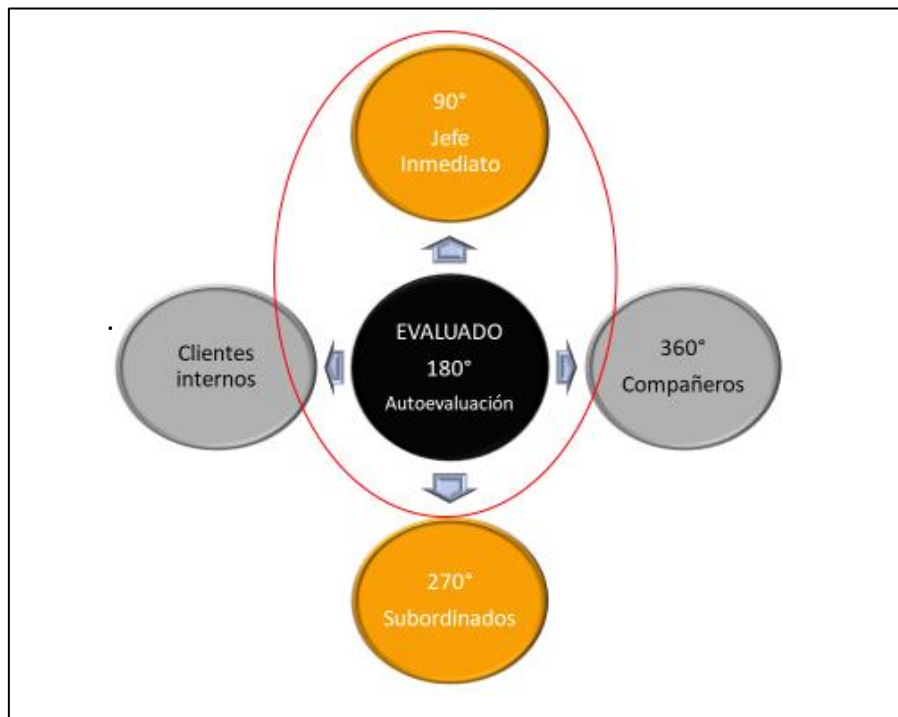 90°
Jefe
Inmediato
Clientes
internos
EVALUADO
180°
Autoevaluación
360°
Compañeros
270°
Subordinados